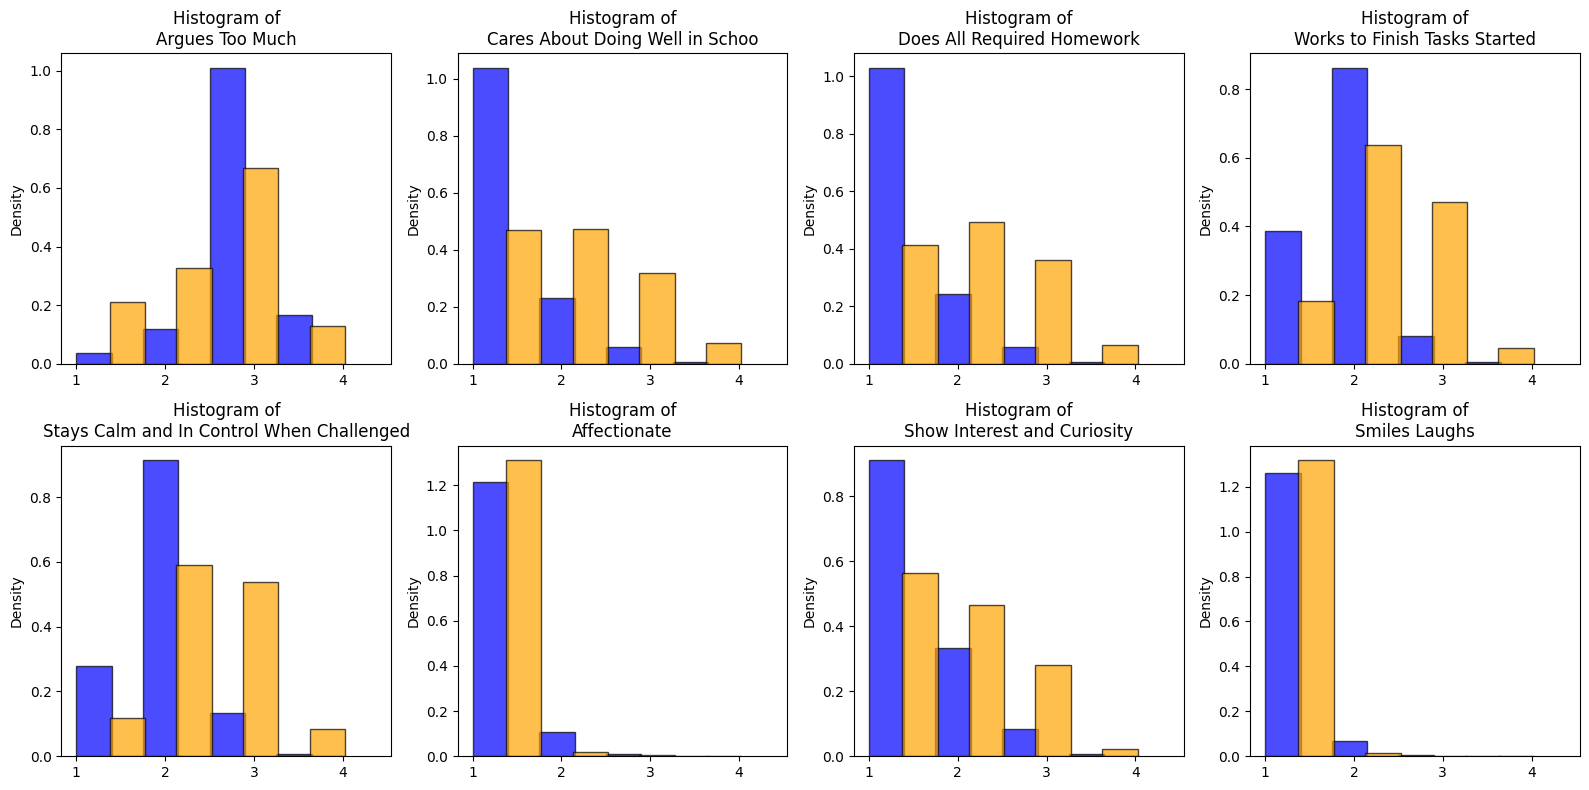 Histogram of
Argues Too Much
Density
1.0
0.8
0.6
0.4
0.2
0.0
1 2 3 4
Histogram of
Cares About Doing Well in Schoo
Density
1.0
0.8
0.6
0.4
0.2
0.0
1 2 3 4
Histogram of
Does All Required Homework
Density
1.0
0.8
0.6
0.4
0.2
0.0
1 2 3 4
Histogram of
Works to Finish Tasks Started
Density
0.8
0.6
0.4
0.2
0.0
1 2 3 4
Histogram of
Stays Calm and In Control When Challenged
Density
0.8
0.6
0.4
0.2
0.0
1 2 3 4
Histogram of
Affectionate
Density
1.2
1.0
0.8
0.6
0.4
0.2
0.0
1 2 3 4
Histogram of
Show Interest and Curiosity
Density
0.8
0.6
0.4
0.2
0.0
1 2 3 4
Histogram of
Smiles Laughs
Density
1.2
1.0
0.8
0.6
0.4
0.2
0.0
1 2 3 4